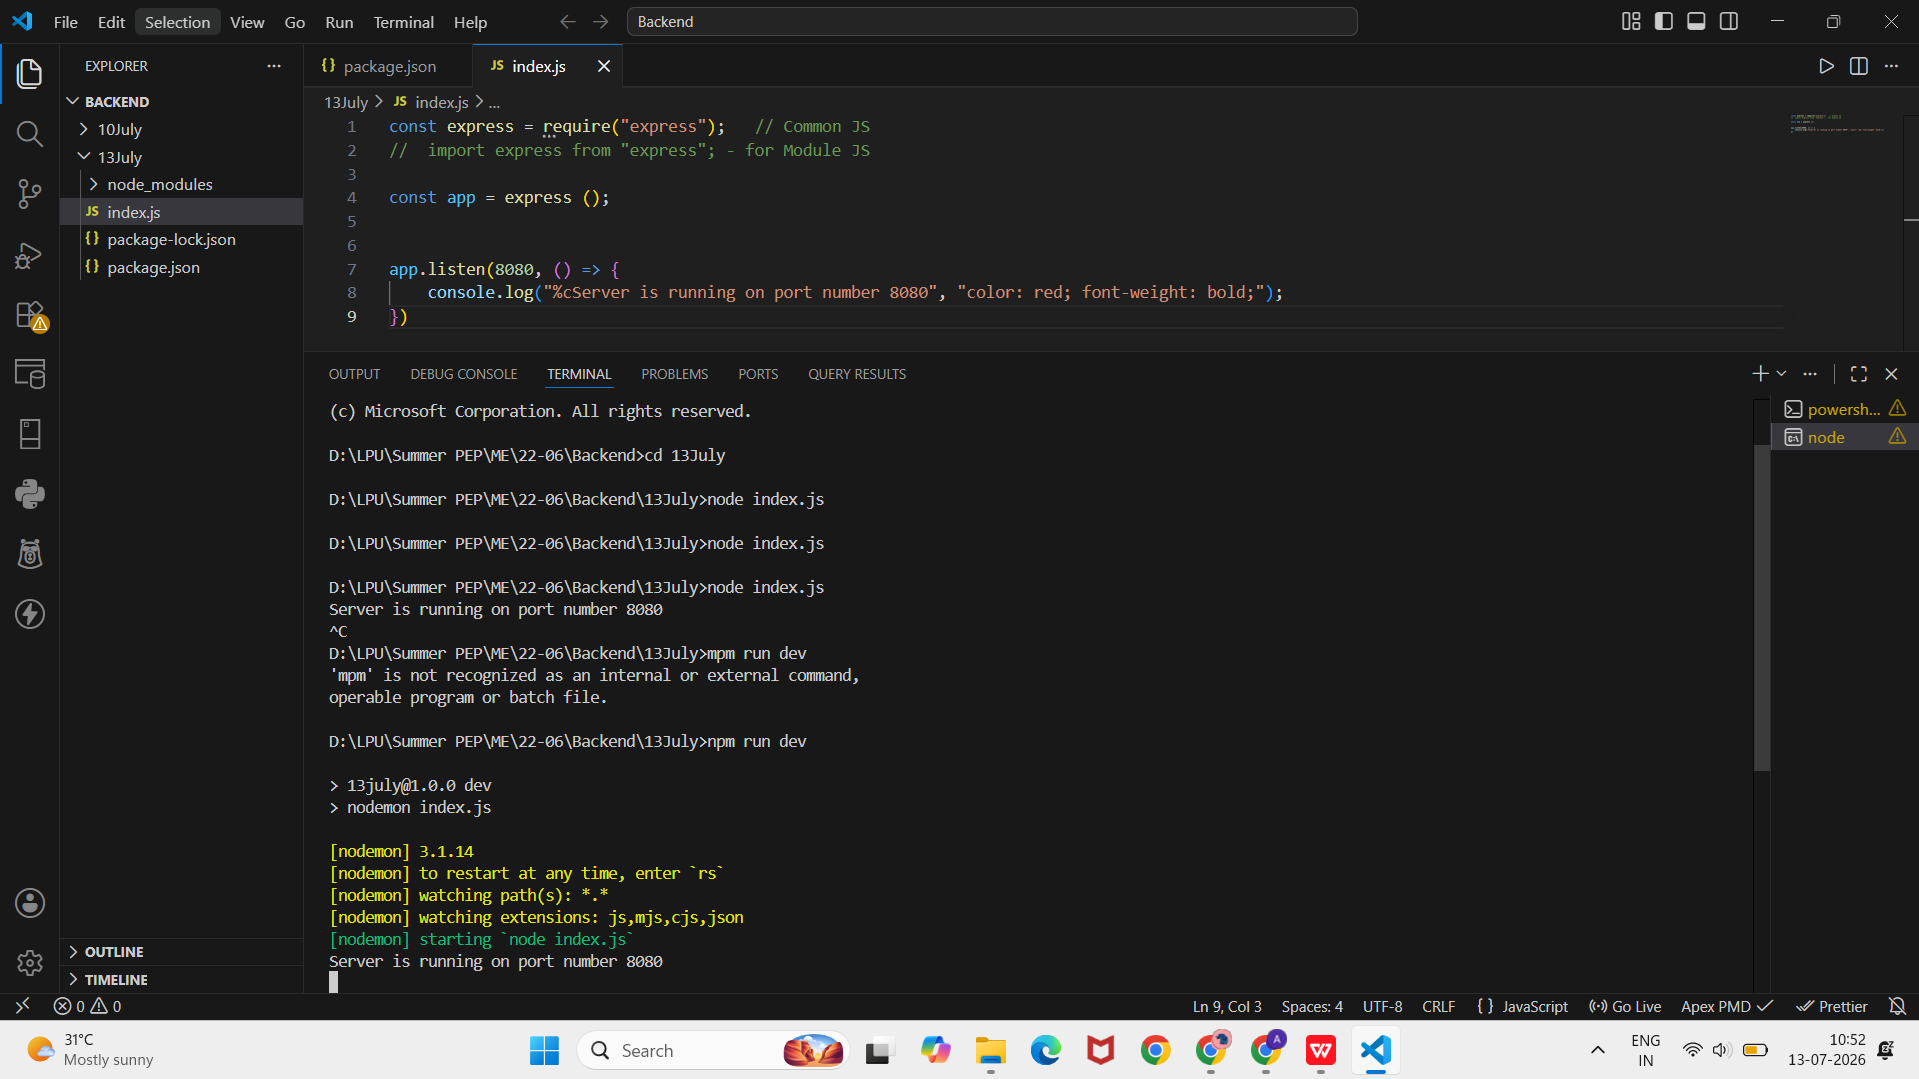 File Edit Selection View Go Run Terminal Help
Backend
EXPLORER
BACKEND
10July
13July
node_modules
JS index.js
{} package-lock.json
{} package.json
OUTLINE
TIMELINE
{} package.json
JS index.js
13July > JS index.js > ...
1 const express = require("express");   // Common JS
2 //  import express from "express"; - for Module JS
3
4 const app = express ();
5
6
7 app.listen(8080, () => {
8     console.log("%cServer is running on port number 8080", "color: red; font-weight: bold;");
9 })
OUTPUT DEBUG CONSOLE TERMINAL PROBLEMS PORTS QUERY RESULTS
(c) Microsoft Corporation. All rights reserved.
D:\LPU\Summer PEP\ME\22-06\Backend>cd 13July
D:\LPU\Summer PEP\ME\22-06\Backend\13July>node index.js
D:\LPU\Summer PEP\ME\22-06\Backend\13July>node index.js
D:\LPU\Summer PEP\ME\22-06\Backend\13July>node index.js
Server is running on port number 8080
^C
D:\LPU\Summer PEP\ME\22-06\Backend\13July>mpm run dev
'mpm' is not recognized as an internal or external command,
operable program or batch file.
D:\LPU\Summer PEP\ME\22-06\Backend\13July>npm run dev
> 13july@1.0.0 dev
> nodemon index.js
[nodemon] 3.1.14
[nodemon] to restart at any time, enter `rs`
[nodemon] watching path(s): *.*
[nodemon] watching extensions: js,mjs,cjs,json
[nodemon] starting `node index.js`
Server is running on port number 8080
powersh...
node
0 0
Ln 9, Col 3 Spaces: 4 UTF-8 CRLF {} JavaScript Go Live Apex PMD Prettier
31°C
Mostly sunny
Search
ENG
IN
10:52
13-07-2026